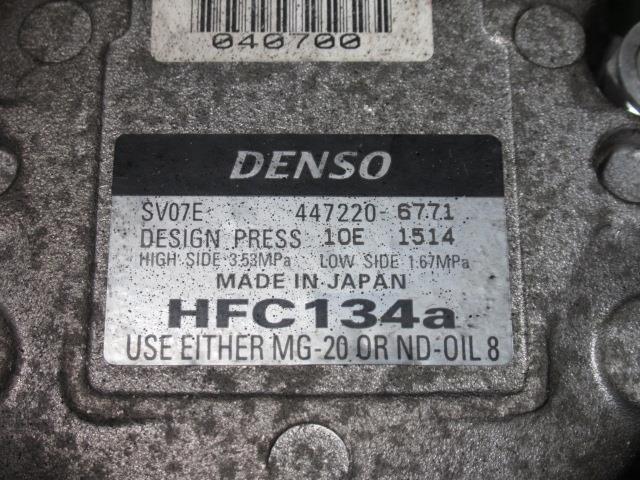 040700
DENSO
SV07E 447220-6771
DESIGN PRESS 10E 1514
HIGH SIDE 3.53MPa LOW SIDE 1.67MPa
MADE IN JAPAN
HFC134a
USE EITHER MG-20 OR ND-OIL 8